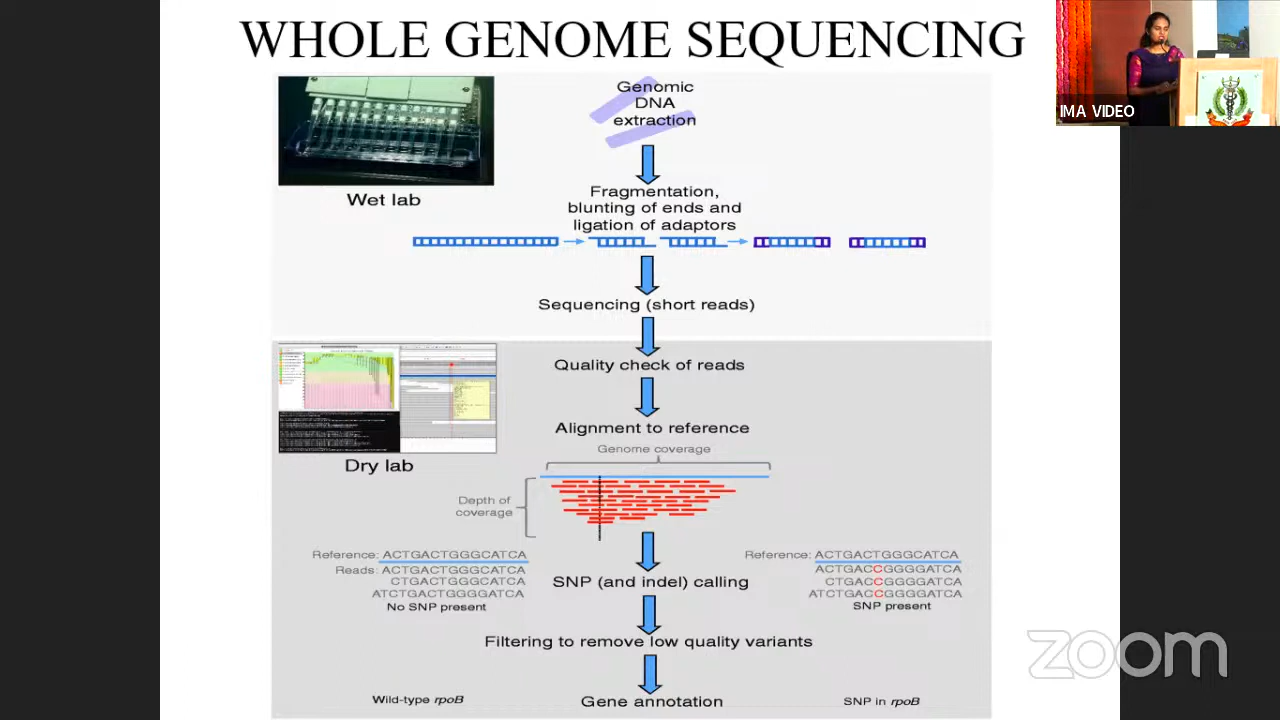 WHOLE GENOME SEQUENCING
IMA VIDEO
Genomic
DNA
extraction
Wet lab
Fragmentation,
blunting of ends and
ligation of adaptors
Sequencing (short reads)
Quality check of reads
Alignment to reference
Dry lab
Genome coverage
Depth of
coverage
Reference: ACTGACTGGGCATCA
Reads: ACTGACTGGGCATCA
CTGACTGGGCATCA
ATCTGACTGGGGATCA
No SNP present
SNP (and indel) calling
Reference: ACTGACTGGGCATCA
ACTGACCGGGGATCA
CTGACCGGGGATCA
ATCTGACCGGGGATCA
SNP present
Filtering to remove low quality variants
Wild-type rpoB
Gene annotation
SNP in rpoB
zoom